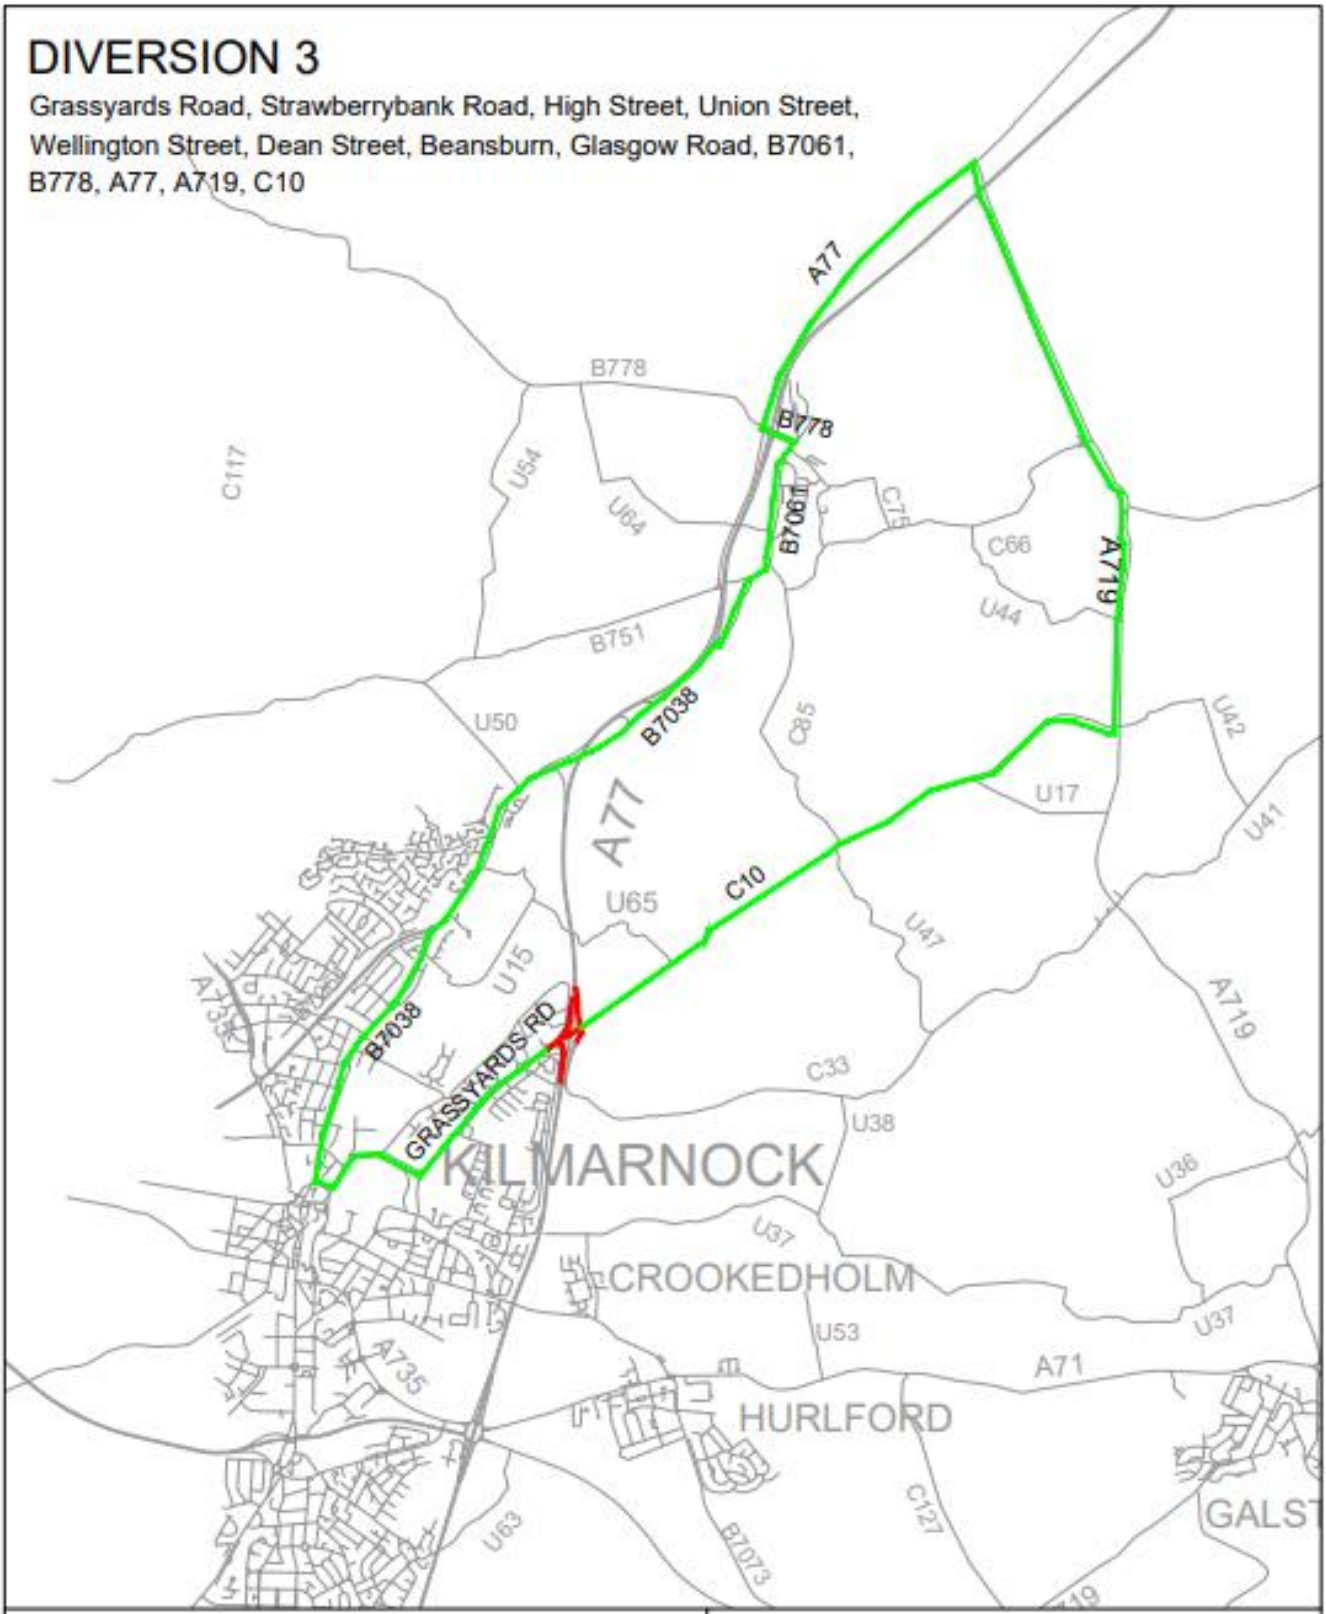 DIVERSION 3
Grassyards Road, Strawberrybank Road, High Street, Union Street,
Wellington Street, Dean Street, Beansburn, Glasgow Road, B7061,
B778, A77, A719, C10
A77
B778
B778
C117
U54
U64
B7061
C75
C66
A719
U44
B751
B7038
U50
C85
U42
U17
A77
U41
C10
U65
U47
U15
A735
A719
B7038
GRASSYARDS RD
C33
U38
KILMARNOCK
U36
U37
CROOKEDHOLM
U53
U37
A735
A71
HURLFORD
C127
GALST
U63
B7073
719